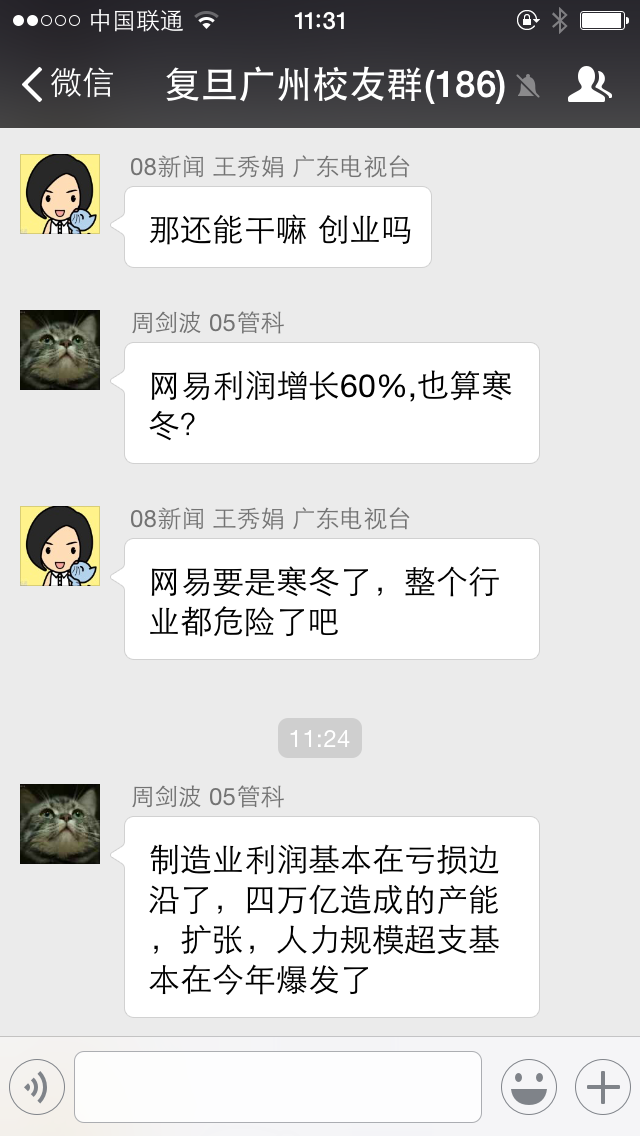 中国联通 11:31
微信 复旦广州校友群(186)
08新闻 王秀娟 广东电视台
那还能干嘛 创业吗
周剑波 05管科
网易利润增长60%,也算寒
冬？
08新闻 王秀娟 广东电视台
网易要是寒冬了，整个行
业都危险了吧
11:24
周剑波 05管科
制造业利润基本在亏损边
沿了，四万亿造成的产能
，扩张，人力规模超支基
本在今年爆发了